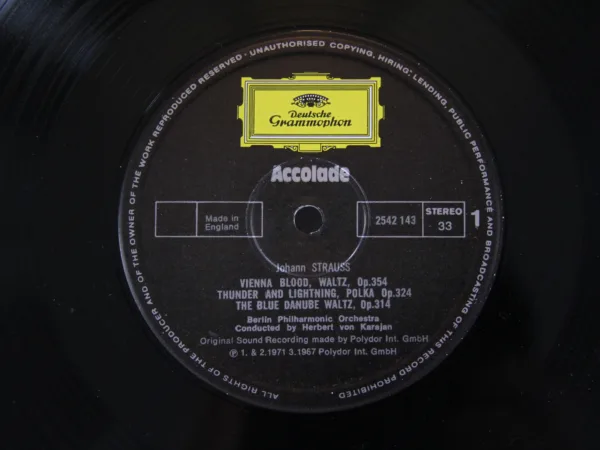 ALL RIGHTS OF THE PRODUCER AND OF THE OWNER OF THE WORK REPRODUCED RESERVED · UNAUTHORISED COPYING, HIRING, LENDING, PUBLIC PERFORMANCE AND BROADCASTING OF THIS RECORD PROHIBITED
Deutsche
Grammophon
Accolade
Made in
England
2542 143
STEREO
33
1
Johann STRAUSS
VIENNA BLOOD, WALTZ, Op.354
THUNDER AND LIGHTNING, POLKA Op.324
THE BLUE DANUBE WALTZ, Op.314
Berlin Philharmonic Orchestra
Conducted by Herbert von Karajan
Original Sound Recording made by Polydor Int. GmbH
Ⓟ 1. & 2.1971 3.1967 Polydor Int. GmbH